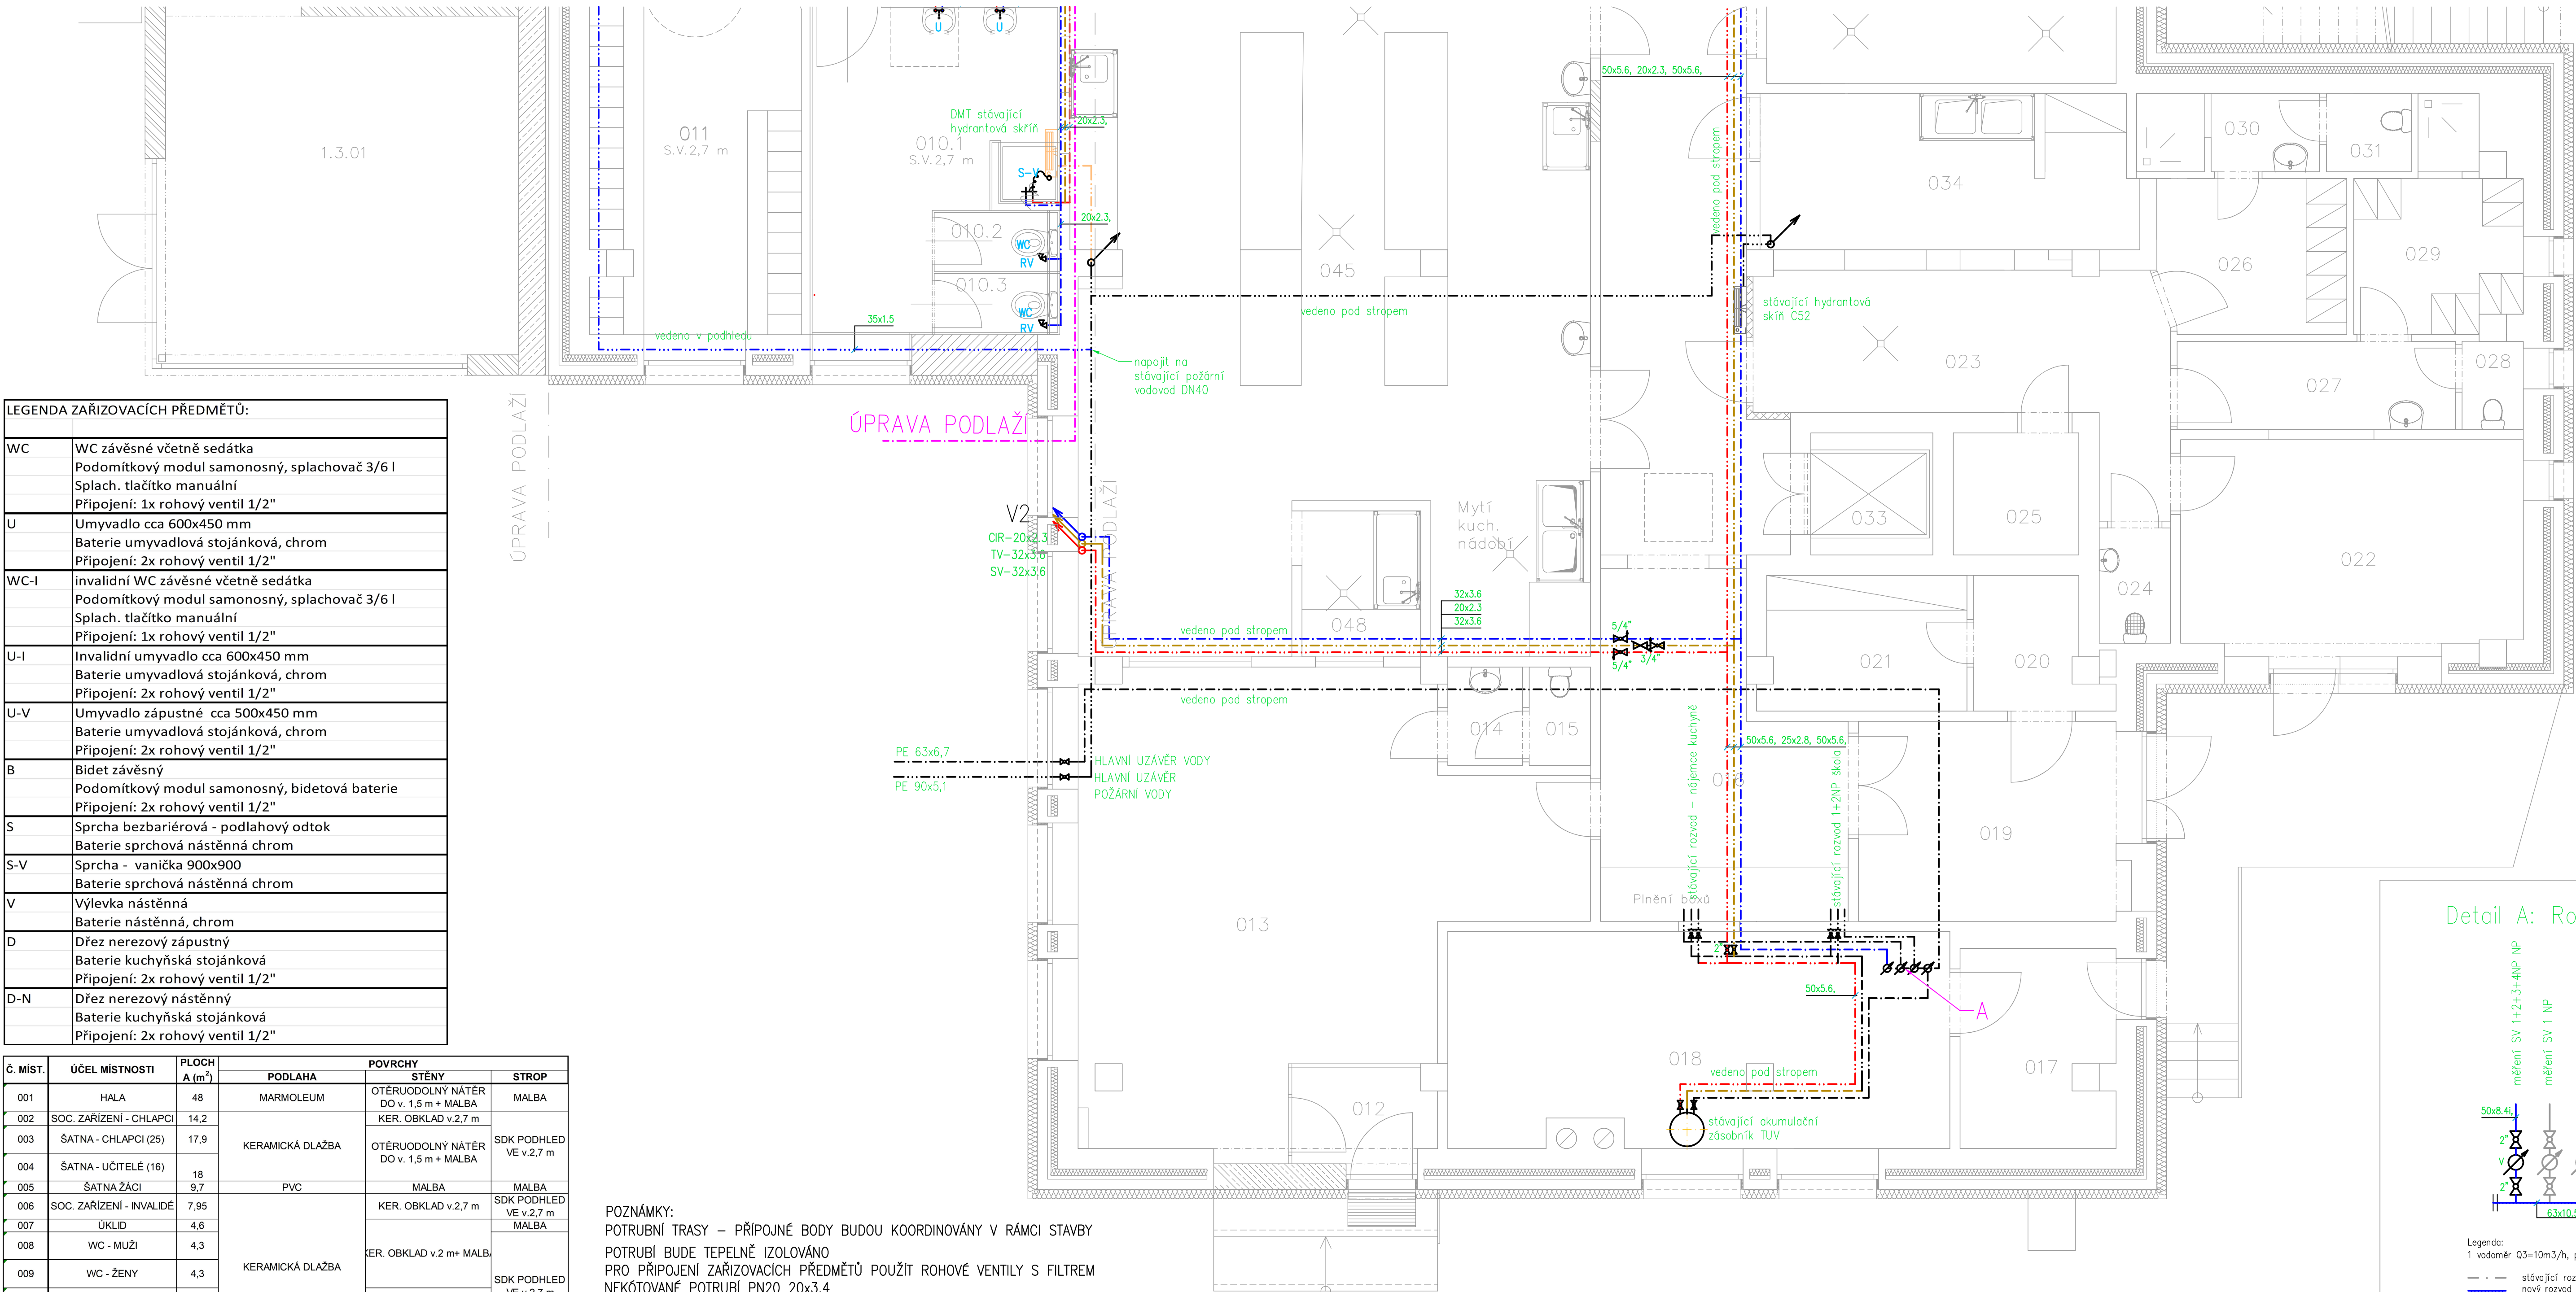 1.3.01
011
S.V.2,7 m
010.1
S.V.2,7 m
U
U
DMT stávající
hydrantová skříň
20x2.3,
S-V
20x2.3,
010.2
WC
RV
010.3
WC
RV
35x1.5
vedeno v podhledu
napojit na
stávající požární
vodovod DN40
ÚPRAVA PODLAŽÍ
ÚPRAVA PODLAŽÍ
045
vedeno pod stropem
50x5.6, 20x2.3, 50x5.6,
vedeno pod stropem
stávající hydrantová
skíň C52
034
030
031
026
029
023
027
028
033
025
022
024
021
020
V2
CIR-20x2.3
TV-32x3,6
SV-32x3,6
Mytí
kuch.
nádobí
048
vedeno pod stropem
32x3.6
20x2.3
32x3.6
5/4"
5/4"
3/4"
vedeno pod stropem
014
015
PE 63x6,7
HLAVNÍ UZÁVĚR VODY
PE 90x5,1
HLAVNÍ UZÁVĚR
POŽÁRNÍ VODY
50x5.6, 25x2.8, 50x5.6,
stávající rozvod - nájemce kuchyně
stávající rozvod 1+2NP škola
019
Plnění boxů
013
2"
50x5.6,
A
018
vedeno pod stropem
017
012
stávající akumulační
zásobník TUV
Detail A:
měření SV 1+2+3+4NP NP
měření SV 1 NP
50x8.4i,
2"
V
2"
Legenda:
1 vodoměr Q3=10m3/h,
stávající
nový rozvod
LEGENDA ZAŘIZOVACÍCH PŘEDMĚTŮ:
WC WC závěsné včetně sedátka
Podomítkový modul samonosný, splachovač 3/6 l
Splach. tlačítko manuální
Připojení: 1x rohový ventil 1/2"
U Umyvadlo cca 600x450 mm
Baterie umyvadlová stojánková, chrom
Připojení: 2x rohový ventil 1/2"
WC-I invalidní WC závěsné včetně sedátka
Podomítkový modul samonosný, splachovač 3/6 l
Splach. tlačítko manuální
Připojení: 1x rohový ventil 1/2"
U-I Invalidní umyvadlo cca 600x450 mm
Baterie umyvadlová stojánková, chrom
Připojení: 2x rohový ventil 1/2"
U-V Umyvadlo zápustné cca 500x450 mm
Baterie umyvadlová stojánková, chrom
Připojení: 2x rohový ventil 1/2"
B Bidet závěsný
Podomítkový modul samonosný, bidetová baterie
Připojení: 2x rohový ventil 1/2"
S Sprcha bezbariérová - podlahový odtok
Baterie sprchová nástěnná chrom
S-V Sprcha - vanička 900x900
Baterie sprchová nástěnná chrom
V Výlevka nástěnná
Baterie nástěnná, chrom
D Dřez nerezový zápustný
Baterie kuchyňská stojánková
Připojení: 2x rohový ventil 1/2"
D-N Dřez nerezový nástěnný
Baterie kuchyňská stojánková
Připojení: 2x rohový ventil 1/2"
Č. MÍST. ÚČEL MÍSTNOSTI PLOCH A (m²) POVRCHY
PODLAHA STĚNY STROP
001 HALA 48 MARMOLEUM OTĚRUODOLNÝ NÁTĚR DO v. 1,5 m + MALBA MALBA
002 SOC. ZAŘÍZENÍ - CHLAPCI 14,2 KER. OBKLAD v.2,7 m
003 ŠATNA - CHLAPCI (25) 17,9 KERAMICKÁ DLAŽBA OTĚRUODOLNÝ NÁTĚR DO v. 1,5 m + MALBA SDK PODHLED VE v.2,7 m
004 ŠATNA - UČITELÉ (16) 18
005 ŠATNA ŽÁCI 9,7 PVC MALBA MALBA
006 SOC. ZAŘÍZENÍ - INVALIDÉ 7,95 KER. OBKLAD v.2,7 m SDK PODHLED VE v.2,7 m
007 ÚKLID 4,6 MALBA
008 WC - MUŽI 4,3 KER. OBKLAD v.2 m+ MALBA
009 WC - ŽENY 4,3 KERAMICKÁ DLAŽBA SDK PODHLED
POZNÁMKY:
POTRUBNÍ TRASY – PŘÍPOJNÉ BODY BUDOU KOORDINOVÁNY V RÁMCI STAVBY
POTRUBÍ BUDE TEPELNĚ IZOLOVÁNO
PRO PŘIPOJENÍ ZAŘIZOVACÍCH PŘEDMĚTŮ POUŽÍT ROHOVÉ VENTILY S FILTREM
NEKÓTOVANÉ POTRUBÍ PN20 20x3,4